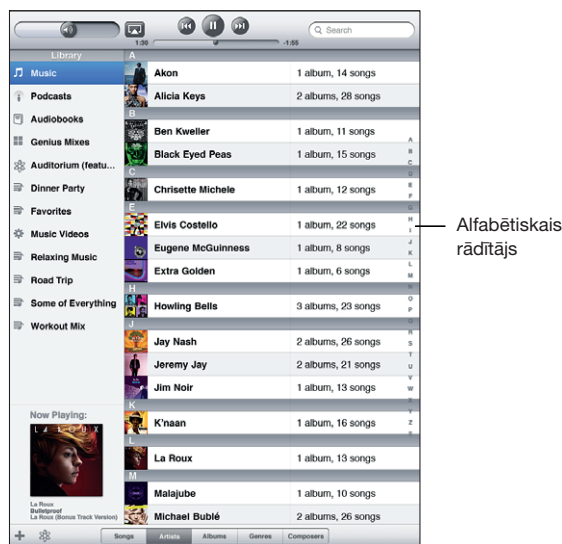 Search
1:30
-1:55
Library
A
Music
Akon 1 album, 14 songs
Podcasts
Alicia Keys 2 albums, 28 songs
Audiobooks
B
Genius Mixes
Ben Kweller 1 album, 11 songs
Auditorium (featu...
Black Eyed Peas 1 album, 15 songs
C
Dinner Party
Chrisette Michele 1 album, 12 songs
Favorites
E
Music Videos
Elvis Costello 1 album, 22 songs
Relaxing Music
Eugene McGuinness 1 album, 8 songs
Road Trip
Extra Golden 1 album, 6 songs
H
Some of Everything
Howling Bells 3 albums, 23 songs
Workout Mix
J
Jay Nash 2 albums, 26 songs
Jeremy Jay 2 albums, 21 songs
Jim Noir 1 album, 13 songs
K
K'naan 1 album, 16 songs
L
La Roux 1 album, 13 songs
M
Malajube 1 album, 10 songs
Michael Bublé 2 albums, 26 songs
A
B
C
D
E
F
G
H
I
J
K
L
M
N
O
P
Q
R
S
T
U
V
W
X
Y
Z
Now Playing:
LA ROUX
La Roux
Bulletproof
La Roux (Bonus Track Version)
Songs Artists Albums Genres Composers
Alfabētiskais
rādītājs